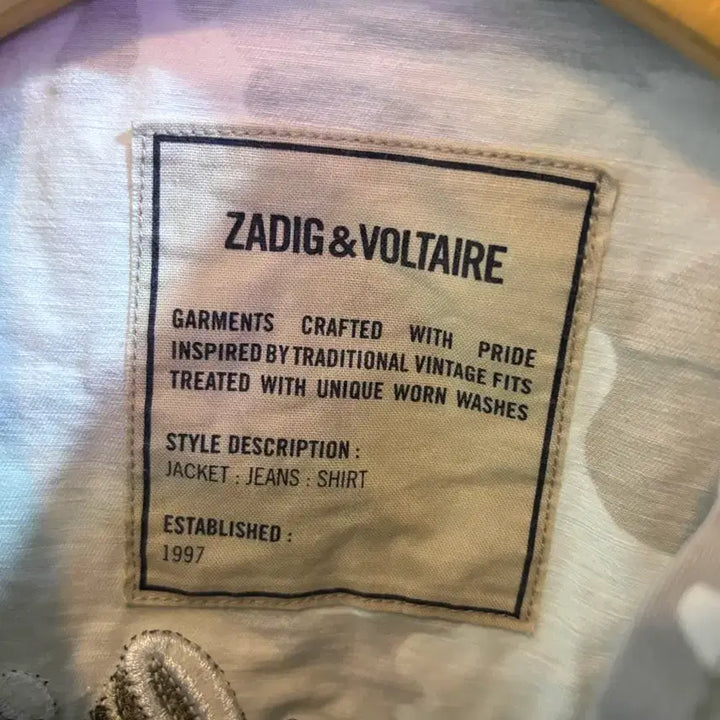 ZADIG&VOLTAIRE
GARMENTS CRAFTED WITH PRIDE
INSPIRED BY TRADITIONAL VINTAGE FITS
TREATED WITH UNIQUE WORN WASHES
STYLE DESCRIPTION :
JACKET : JEANS : SHIRT
ESTABLISHED :
1997